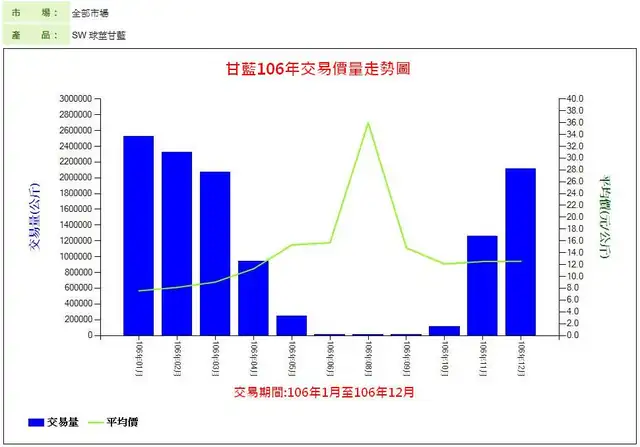 市 場： 全部市場
產 品： SW 球莖甘藍
甘藍106年交易價量走勢圖
交易量(公斤)
3000000
2800000
2600000
2400000
2200000
2000000
1800000
1600000
1400000
1200000
1000000
800000
600000
400000
200000
0
40.0
38.0
36.0
34.0
32.0
30.0
28.0
26.0
24.0
22.0
20.0
18.0
16.0
14.0
12.0
10.0
8.0
6.0
4.0
2.0
0.0
平均價(元/公斤)
106年01月
106年02月
106年03月
106年04月
106年05月
106年06月
106年08月
106年09月
106年10月
106年11月
106年12月
交易期間:106年1月至106年12月
交易量 平均價